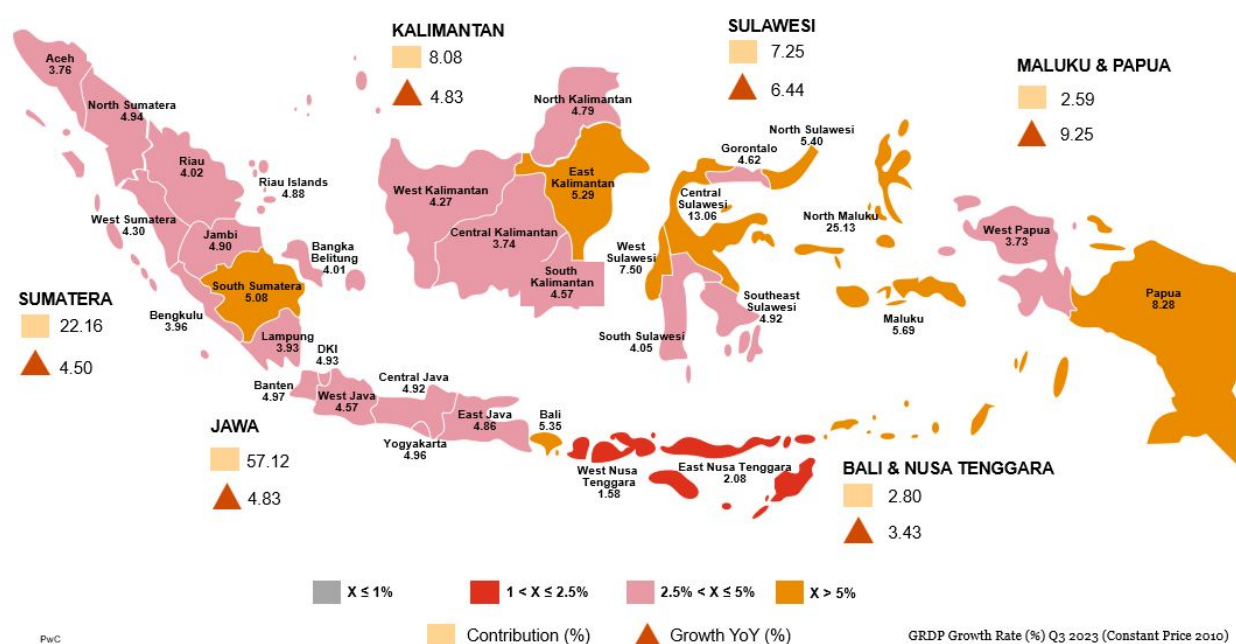 KALIMANTAN
8.08
4.83
SULAWESI
7.25
6.44
MALUKU & PAPUA
2.59
9.25
SUMATERA
22.16
4.50
JAWA
57.12
4.83
BALI & NUSA TENGGARA
2.80
3.43
Aceh
3.76
North Sumatera
4.94
Riau
4.02
Riau Islands
4.88
West Sumatera
4.30
Jambi
4.90
Bangka
Belitung
4.01
South Sumatera
5.08
Bengkulu
3.96
Lampung
3.93
DKI
4.93
Banten
4.97
West Java
4.57
Central Java
4.92
Yogyakarta
4.96
East Java
4.86
Bali
5.35
West Nusa
Tenggara
1.58
East Nusa Tenggara
2.08
North Kalimantan
4.79
East
Kalimantan
5.29
West Kalimantan
4.27
Central Kalimantan
3.74
South
Kalimantan
4.57
North Sulawesi
5.40
Gorontalo
4.62
Central
Sulawesi
13.06
West
Sulawesi
7.50
South Sulawesi
4.05
Southeast
Sulawesi
4.92
North Maluku
25.13
Maluku
5.69
West Papua
3.73
Papua
8.28
X ≤ 1%
1 < X ≤ 2.5%
2.5% < X ≤ 5%
X > 5%
Contribution (%)
Growth YoY (%)
PwC
GRDP Growth Rate (%) Q3 2023 (Constant Price 2010)